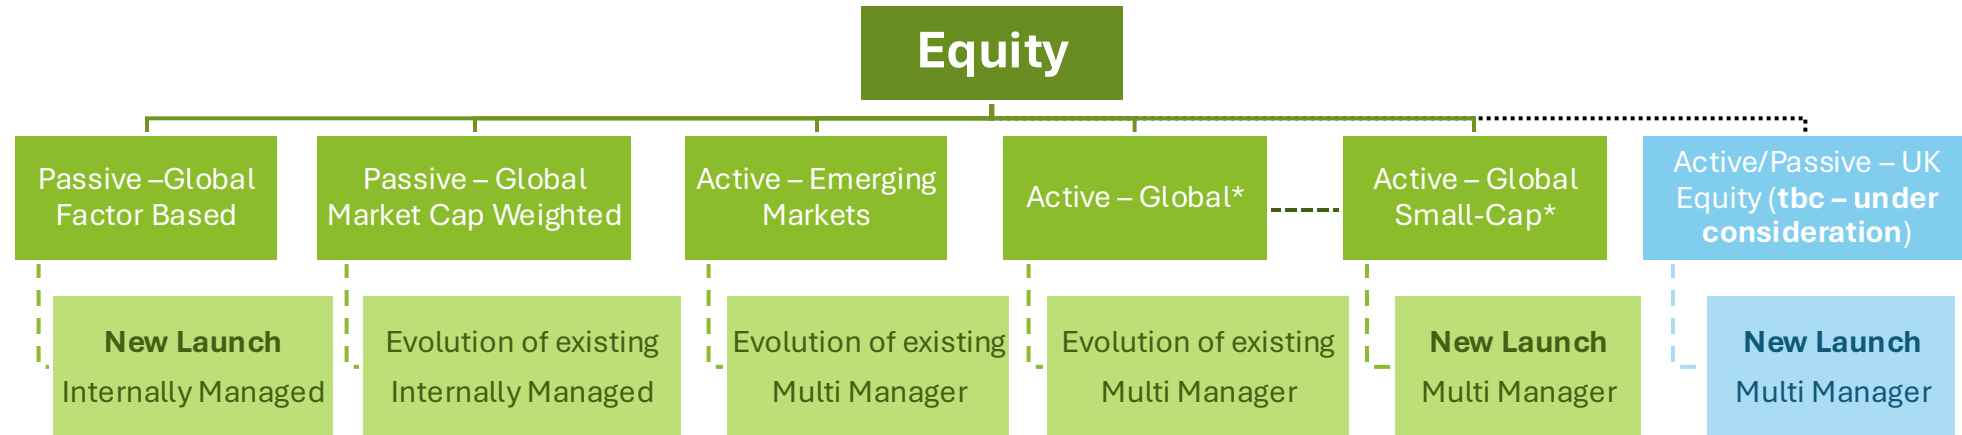 Equity
Passive –Global
Factor Based
Passive – Global
Market Cap Weighted
Active – Emerging
Markets
Active – Global*
Active – Global
Small-Cap*
Active/Passive – UK
Equity (tbc – under
consideration)
New Launch
Internally Managed
Evolution of existing
Internally Managed
Evolution of existing
Multi Manager
Evolution of existing
Multi Manager
New Launch
Multi Manager
New Launch
Multi Manager